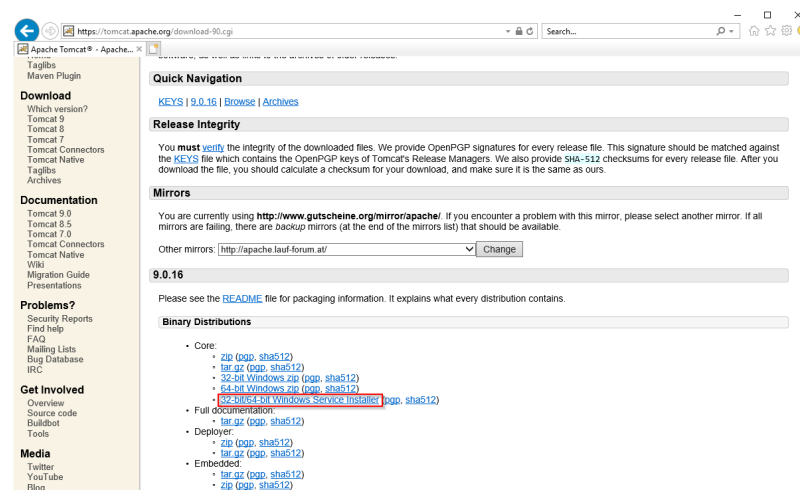 https://tomcat.apache.org/download-90.cgi
Search...
Apache Tomcat® - Apache...
Home
Taglibs
Maven Plugin
Download
Which version?
Tomcat 9
Tomcat 8
Tomcat 7
Tomcat Connectors
Tomcat Native
Taglibs
Archives
Documentation
Tomcat 9.0
Tomcat 8.5
Tomcat 7.0
Tomcat Connectors
Tomcat Native
Wiki
Migration Guide
Presentations
Problems?
Security Reports
Find help
FAQ
Mailing Lists
Bug Database
IRC
Get Involved
Overview
Source code
Buildbot
Tools
Media
Twitter
YouTube
Blog
software, as well as links to the archives of older releases.
Quick Navigation
KEYS | 9.0.16 | Browse | Archives
Release Integrity
You must verify the integrity of the downloaded files. We provide OpenPGP signatures for every release file. This signature should be matched against
the KEYS file which contains the OpenPGP keys of Tomcat's Release Managers. We also provide SHA-512 checksums for every release file. After you
download the file, you should calculate a checksum for your download, and make sure it is the same as ours.
Mirrors
You are currently using http://www.gutscheine.org/mirror/apache/. If you encounter a problem with this mirror, please select another mirror. If all
mirrors are failing, there are backup mirrors (at the end of the mirrors list) that should be available.
Other mirrors: http://apache.lauf-forum.at/ Change
9.0.16
Please see the README file for packaging information. It explains what every distribution contains.
Binary Distributions
• Core:
◦ zip (pgp, sha512)
◦ tar.gz (pgp, sha512)
◦ 32-bit Windows zip (pgp, sha512)
◦ 64-bit Windows zip (pgp, sha512)
◦ 32-bit/64-bit Windows Service Installer (pgp, sha512)
• Full documentation:
◦ tar.gz (pgp, sha512)
• Deployer:
◦ zip (pgp, sha512)
◦ tar.gz (pgp, sha512)
• Embedded:
◦ tar.gz (pgp, sha512)
◦ zip (pgp, sha512)